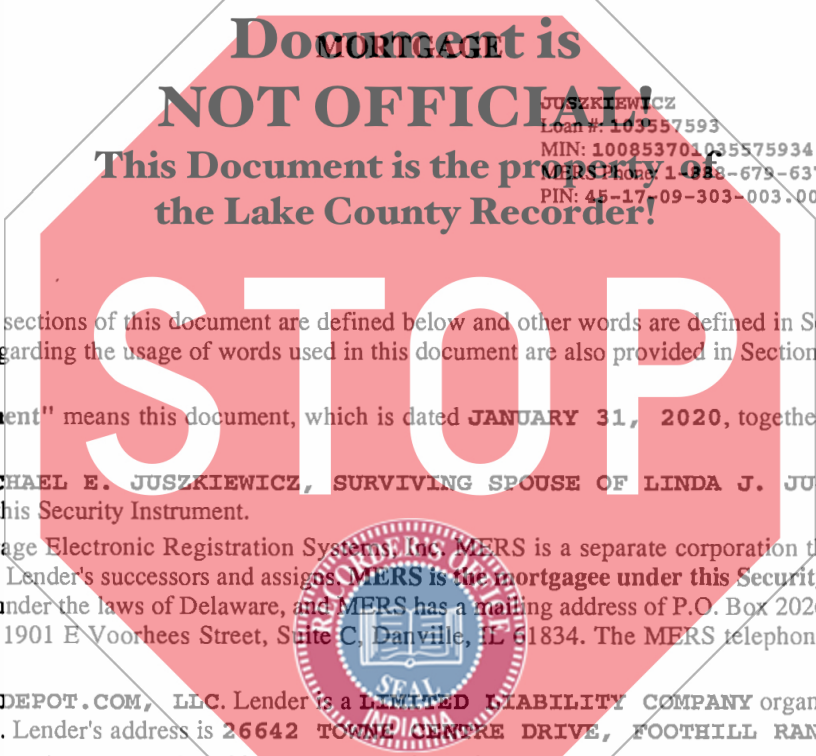 Document is
MORTGAGE
NOT OFFICIAL!
JUSZKIEWICZ
Loan #: 103557593
MIN: 100853701035575934
This Document is the property of
MERS Phone: 1-888-679-637
PIN: 45-17-09-303-003.00
the Lake County Recorder!
STOP
sections of this document are defined below and other words are defined in S
garding the usage of words used in this document are also provided in Section
ent" means this document, which is dated JANUARY 31, 2020, togethe
CHAEL E. JUSZKIEWICZ, SURVIVING SPOUSE OF LINDA J. JU
his Security Instrument.
age Electronic Registration Systems, Inc. MERS is a separate corporation t
Lender's successors and assigns. MERS is the mortgagee under this Securit
nder the laws of Delaware, and MERS has a mailing address of P.O. Box 202
1901 E Voorhees Street, Suite C, Danville, IL 61834. The MERS telephon
DEPOT.COM, LLC. Lender is a LIMITED LIABILITY COMPANY organ
. Lender's address is 26642 TOWNE CENTRE DRIVE, FOOTHILL RAN
RECORDER'S OFFICE
SEAL
INDIANA